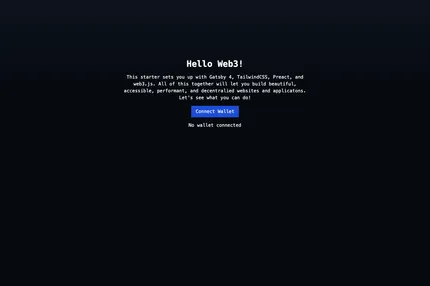 Hello Web3!
This starter sets you up with Gatsby 4, TailwindCSS, Preact, and
web3.js. All of this together will let you build beautiful,
accessible, performant, and decentralied websites and applicatons.
Let's see what you can do!
Connect Wallet
No wallet connected